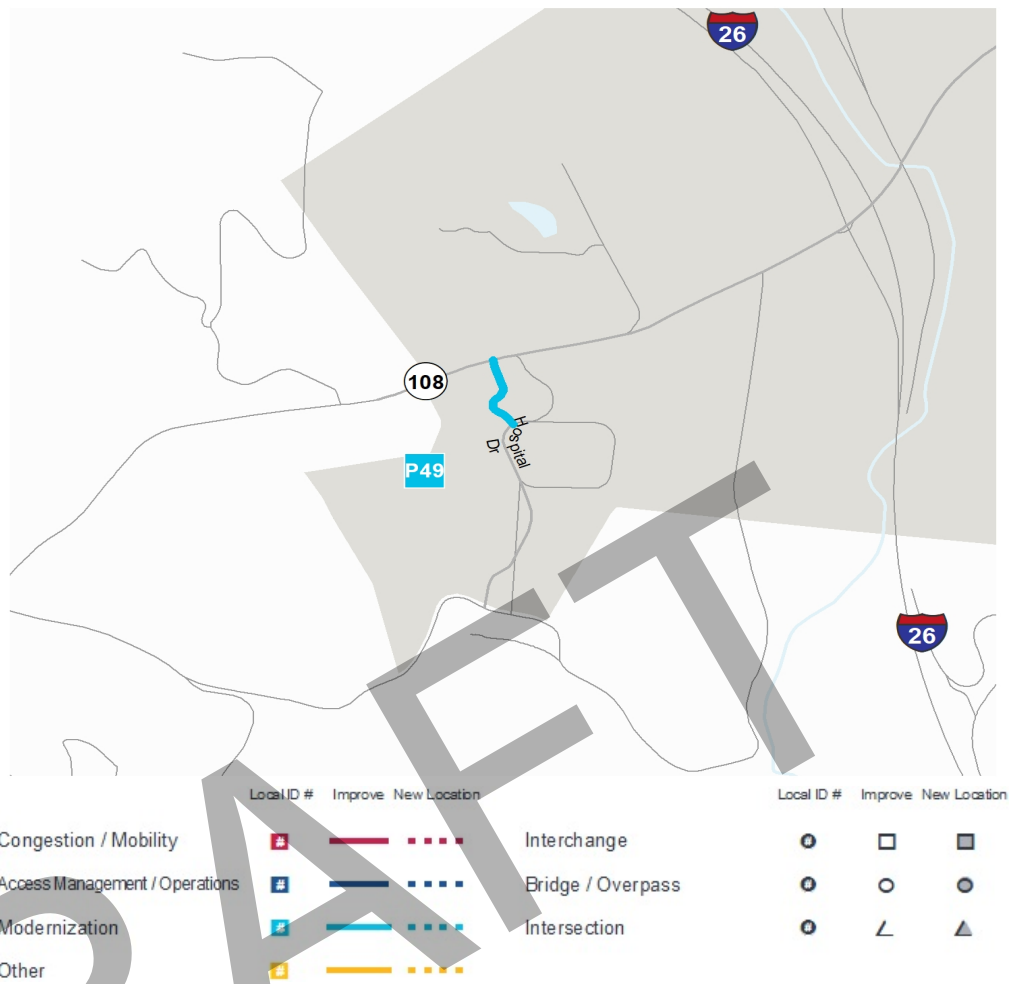 26
108
Hospital
Dr
P49
26
Local ID # Improve New Location
Congestion / Mobility #
Access Management / Operations #
Modernization #
Other #
Local ID # Improve New Location
Interchange #
Bridge / Overpass #
Intersection #
RAFT